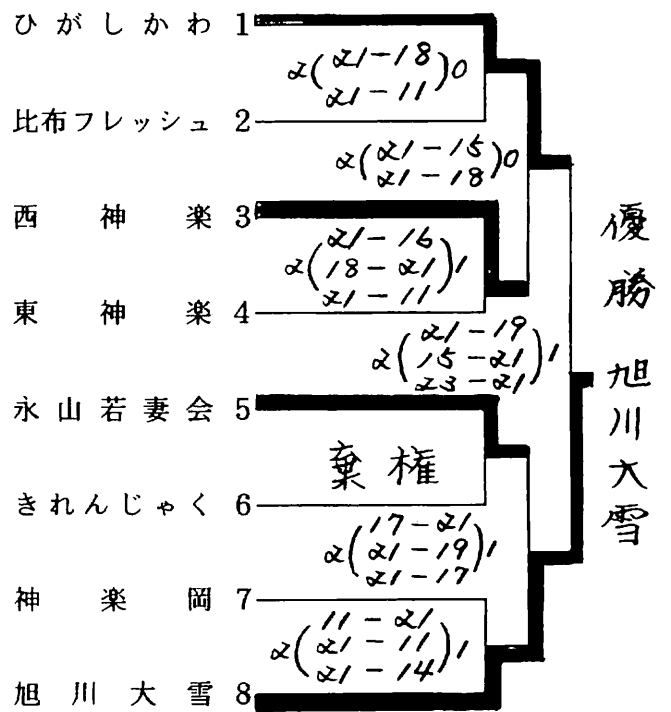 ひがしかわ 1
2(21-18 21-11)0
比布フレッシュ 2
2(21-15 21-18)0
西神楽 3
2(21-16 18-21 21-11)1
東神楽 4
2(21-19 15-21 23-21)1
永山若妻会 5
棄権
きれんじゃく 6
2(17-21 21-19 21-17)1
神楽岡 7
2(11-21 21-11 21-14)1
旭川大雪 8
優勝 旭川大雪